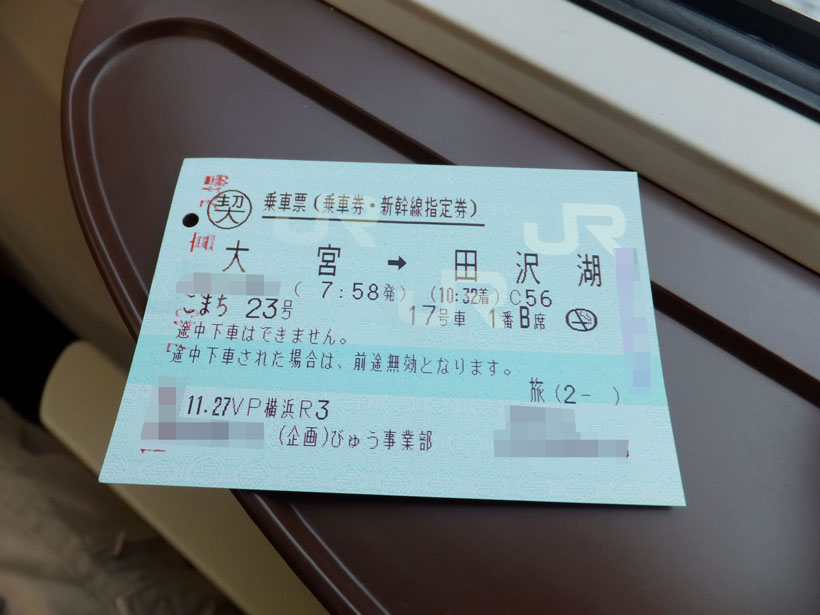 契 乗車票(乗車券・新幹線指定券)
大宮 → 田沢湖
( 7:58発) (10:32着) C56
こまち 23号 17号車 1番B席
途中下車はできません。
途中下車された場合は、前途無効となります。
旅 (2- )
11.27VP横浜R3
(企画)びゅう事業部
JR
JR
JR